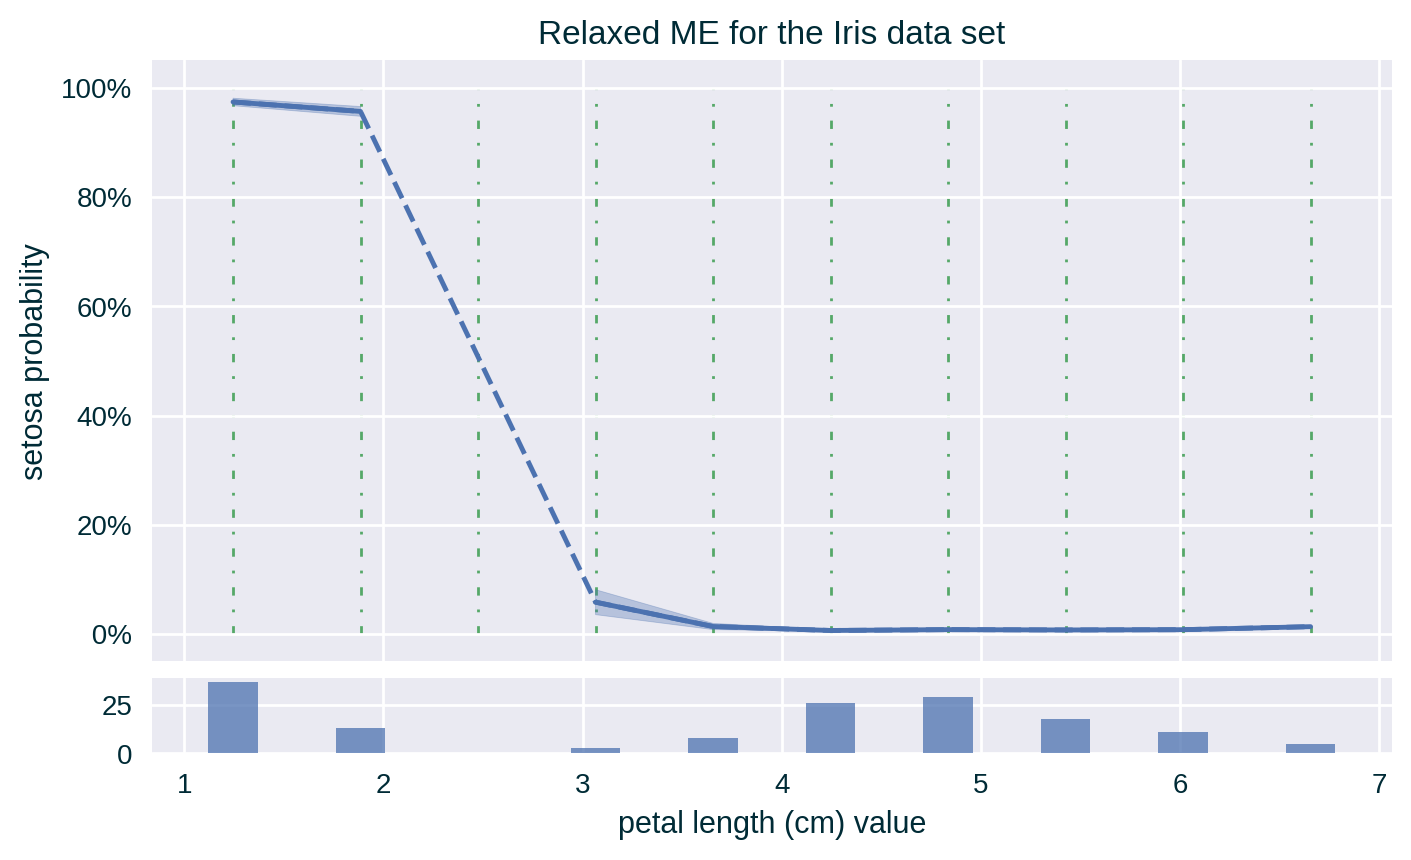 Relaxed ME for the Iris data set
100%
80%
60%
40%
20%
0%
setosa probability
25
0
1 2 3 4 5 6 7
petal length (cm) value